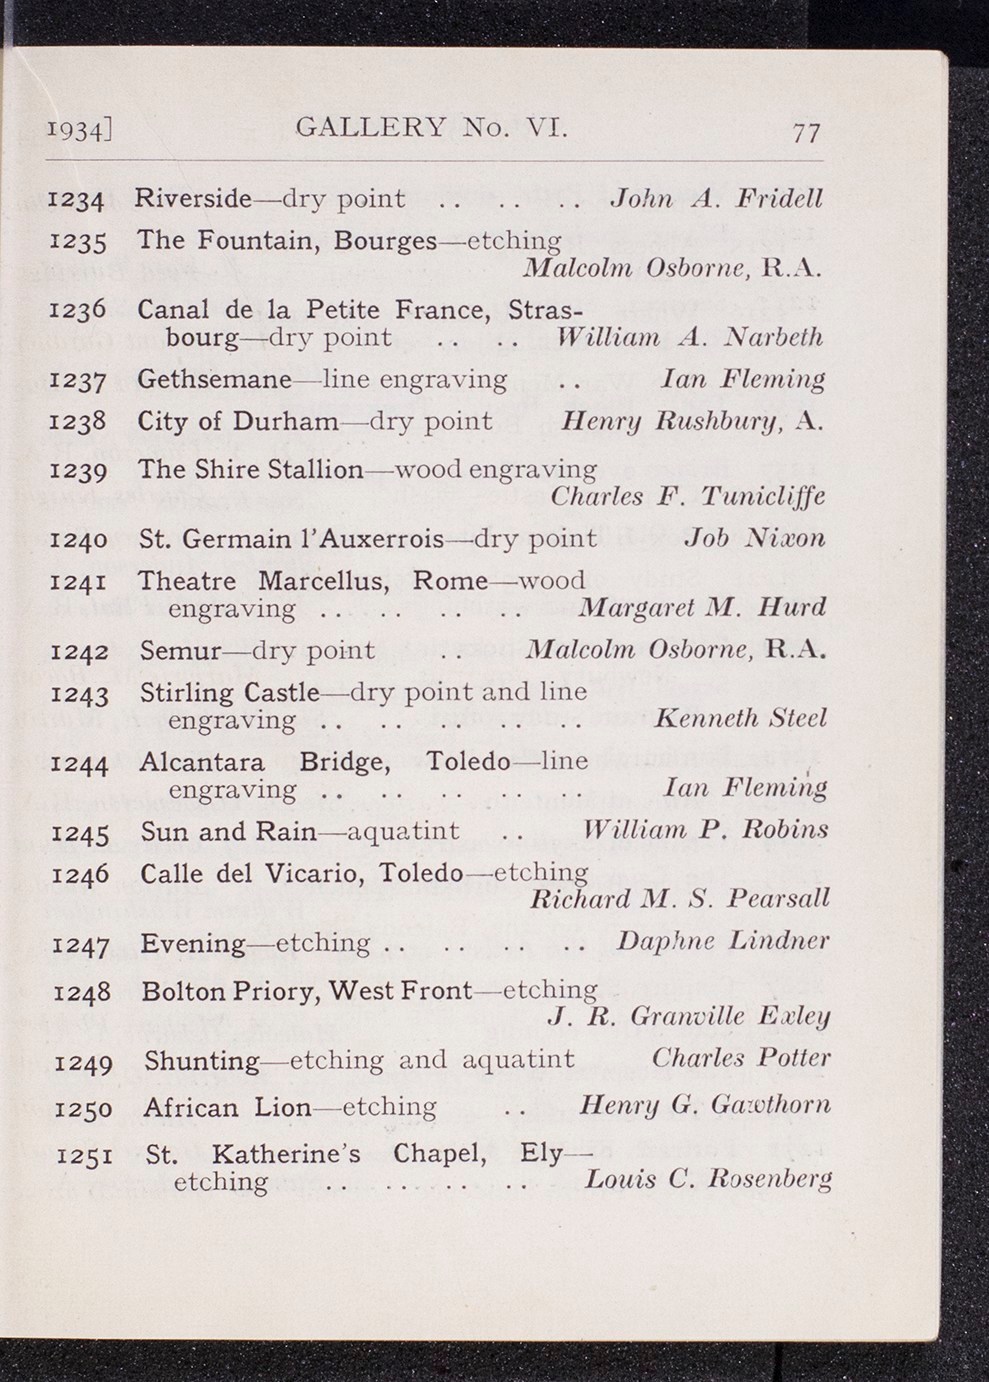 1934] GALLERY No. VI. 77
1234 Riverside—dry point .. .. .. John A. Fridell
1235 The Fountain, Bourges—etching
Malcolm Osborne, R.A.
1236 Canal de la Petite France, Stras-
bourg—dry point .. .. William A. Narbeth
1237 Gethsemane—line engraving .. Ian Fleming
1238 City of Durham—dry point Henry Rushbury, A.
1239 The Shire Stallion—wood engraving
Charles F. Tunicliffe
1240 St. Germain l'Auxerrois—dry point Job Nixon
1241 Theatre Marcellus, Rome—wood
engraving .. .. .. .. Margaret M. Hurd
1242 Semur—dry point .. Malcolm Osborne, R.A.
1243 Stirling Castle—dry point and line
engraving .. .. .. .. .. Kenneth Steel
1244 Alcantara Bridge, Toledo—line
engraving .. .. .. .. .. Ian Fleming
1245 Sun and Rain—aquatint .. William P. Robins
1246 Calle del Vicario, Toledo—etching
Richard M. S. Pearsall
1247 Evening—etching .. .. .. .. Daphne Lindner
1248 Bolton Priory, West Front—etching
J. R. Granville Exley
1249 Shunting—etching and aquatint Charles Potter
1250 African Lion—etching .. Henry G. Gawthorn
1251 St. Katherine's Chapel, Ely—
etching .. .. .. .. .. Louis C. Rosenberg